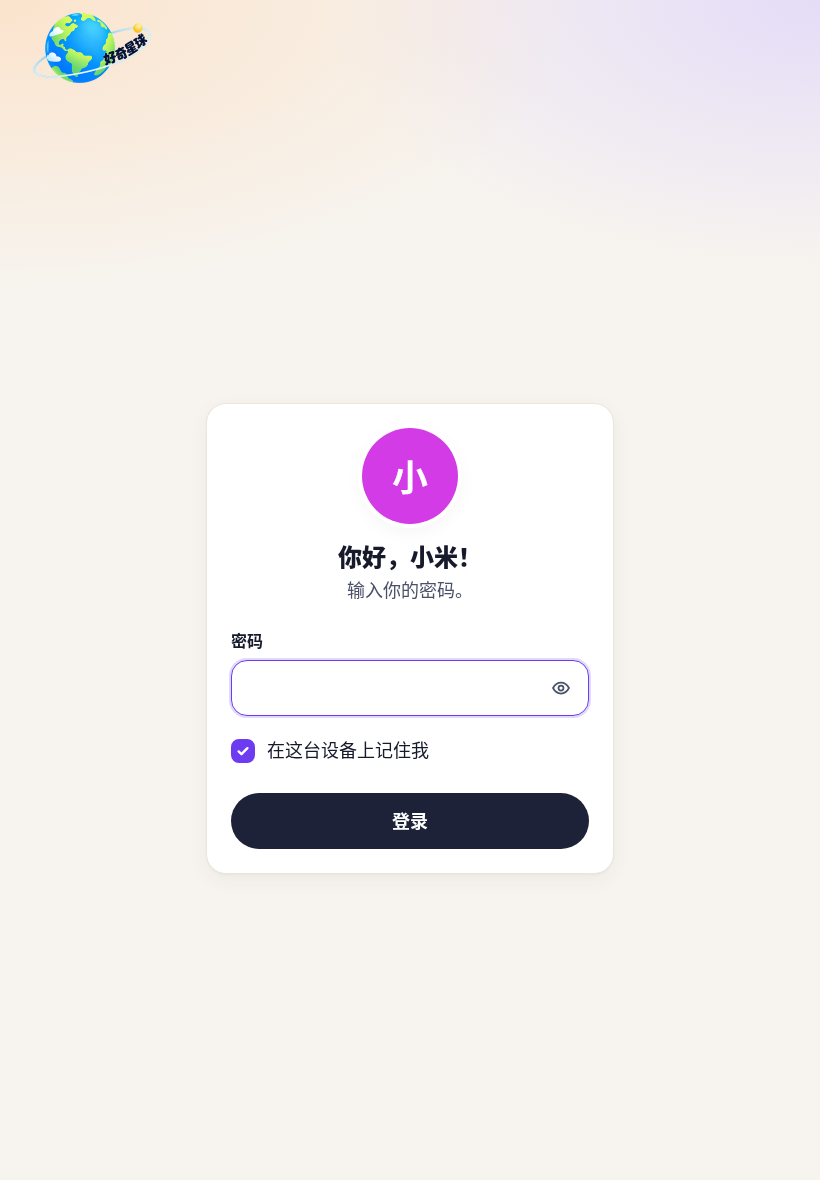 好奇星球
小
你好，小米！
输入你的密码。
密码
在这台设备上记住我
登录